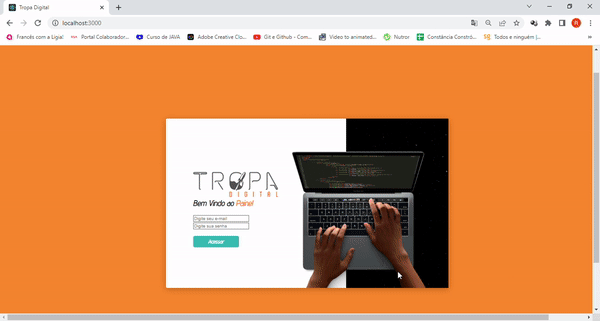 Tropa Digital
localhost:3000
R
Francês com a Ligia!
Portal Colaborador...
Curso de JAVA
Adobe Creative Clo...
Git e Github - Com...
Video to animated...
Nutror
Constância Constró...
Todos e ninguém |...
TROPA
DIGITAL
Bem Vindo ao Painel
Digite seu e-mail
Digite sua senha
Acessar